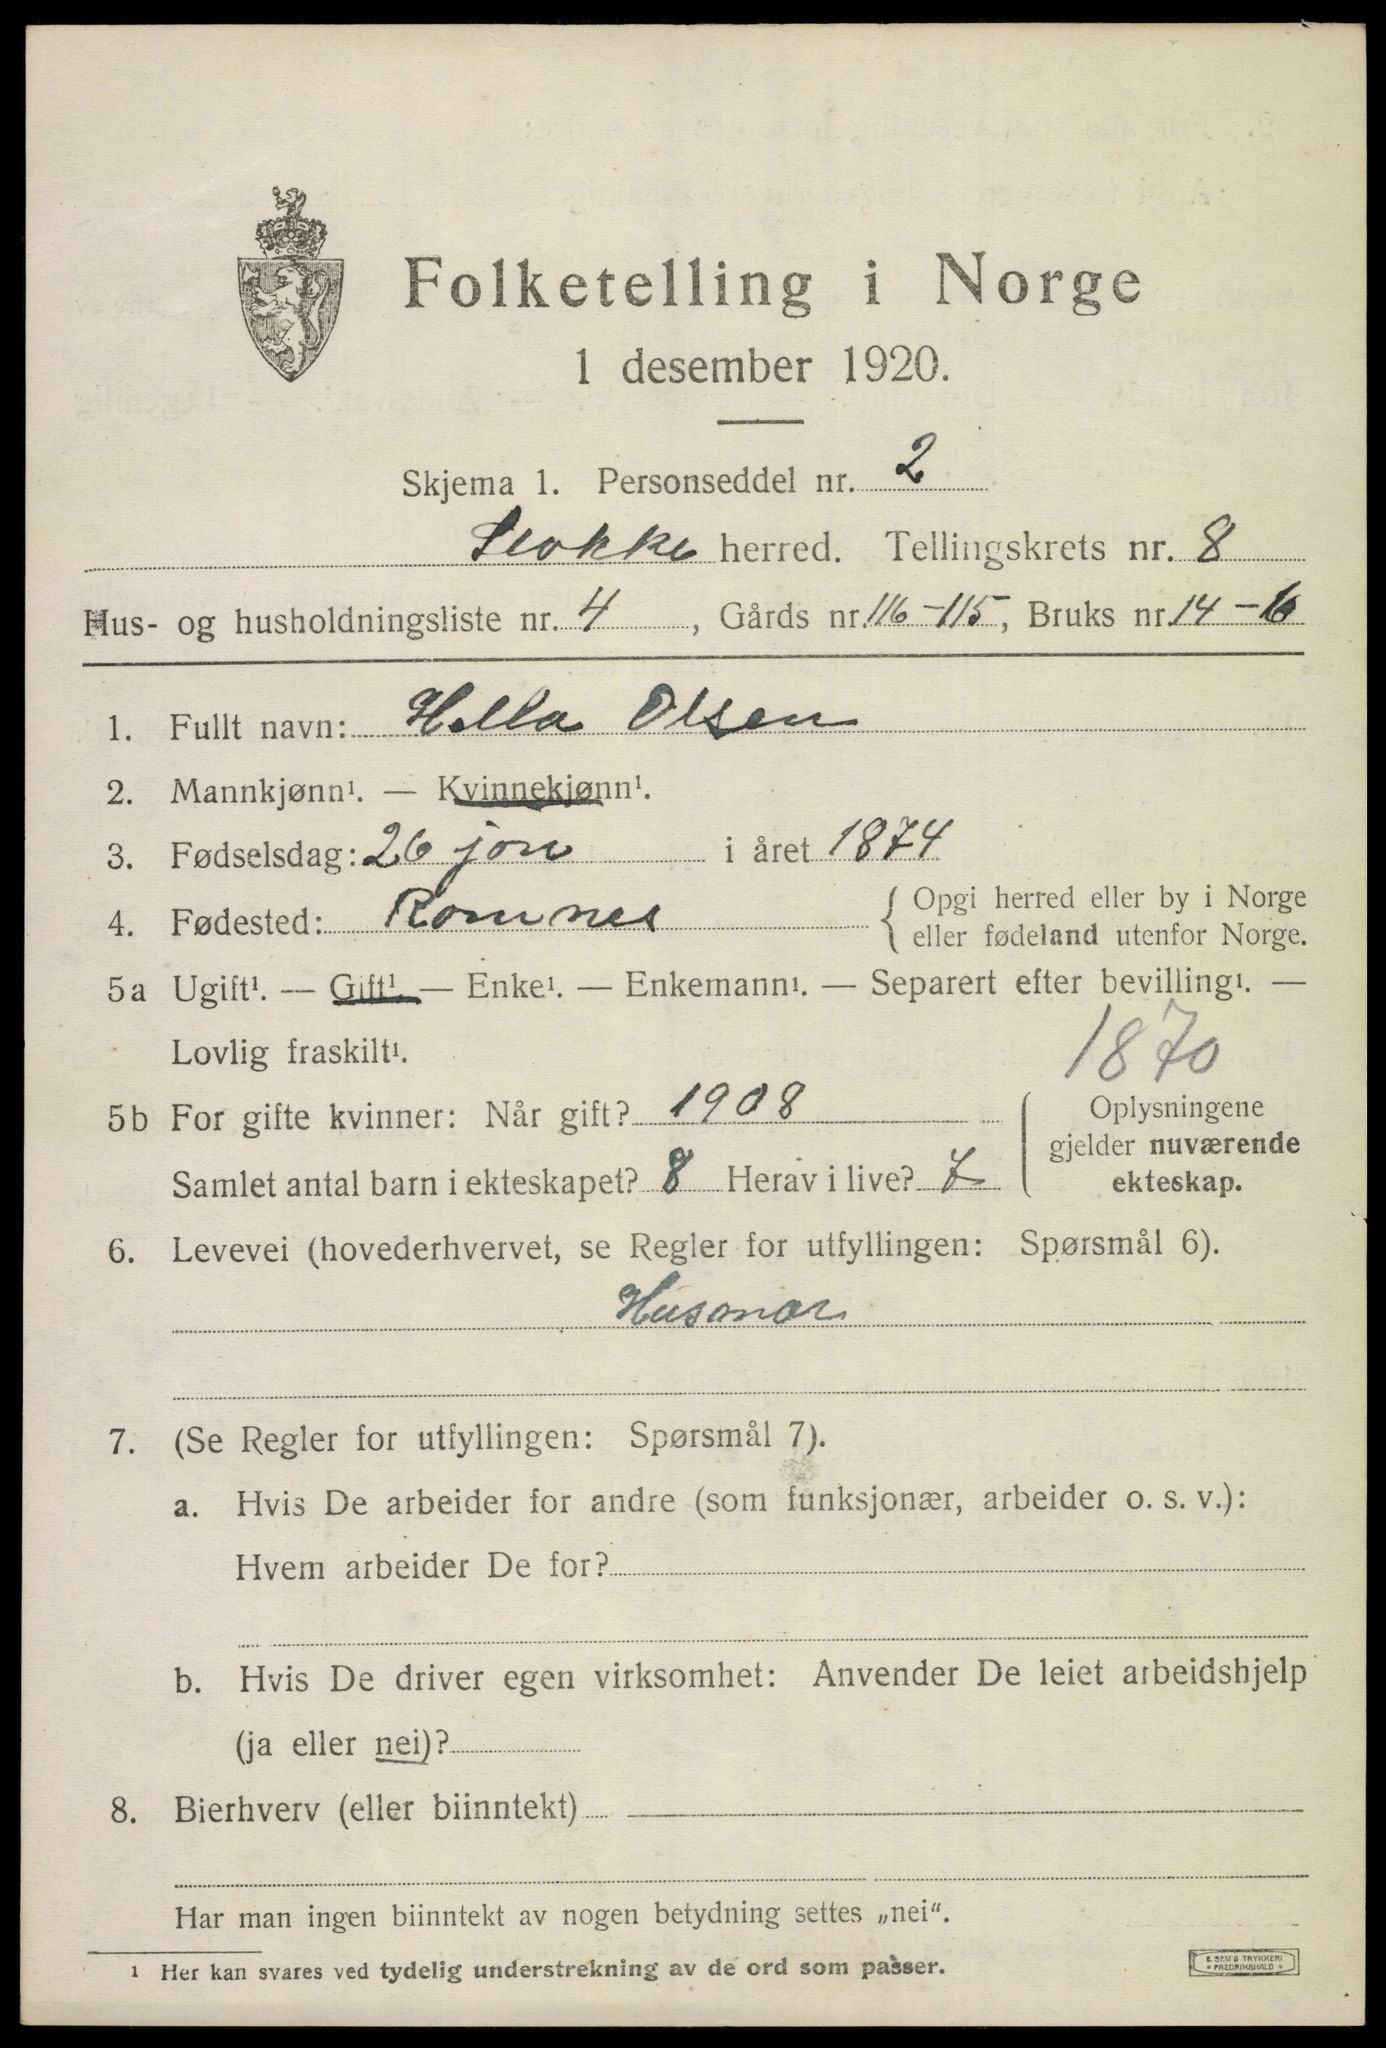 Folketelling i Norge
1 desember 1920.
Skjema 1. Personseddel nr. 2
Stokke herred. Tellingskrets nr. 8
Hus- og husholdningsliste nr. 4, Gårds nr. 116-115, Bruks nr. 14-6
1. Fullt navn: Hella Olsen
2. Mannkjønn¹. — Kvinnekjønn¹.
3. Fødselsdag: 26 jan i året 1874
4. Fødested: Ramnes { Opgi herred eller by i Norge
eller fødeland utenfor Norge.
5a Ugift¹. — Gift¹. — Enke¹. — Enkemann¹. — Separert efter bevilling¹. —
Lovlig fraskilt¹.
1870
5b For gifte kvinner: Når gift? 1908
Samlet antal barn i ekteskapet? 8 Herav i live? 7
Oplysningene
gjelder nuværende
ekteskap.
6. Levevei (hovederhvervet, se Regler for utfyllingen: Spørsmål 6).
Husmor
7. (Se Regler for utfyllingen: Spørsmål 7).
a. Hvis De arbeider for andre (som funksjonær, arbeider o. s. v.):
Hvem arbeider De for?
b. Hvis De driver egen virksomhet: Anvender De leiet arbeidshjelp
(ja eller nei)?
8. Bierhverv (eller biinntekt)
Har man ingen biinntekt av nogen betydning settes „nei“.
¹ Her kan svares ved tydelig understrekning av de ord som passer.
E. SEM'S TRYKKERI
FREDRIKSHALD